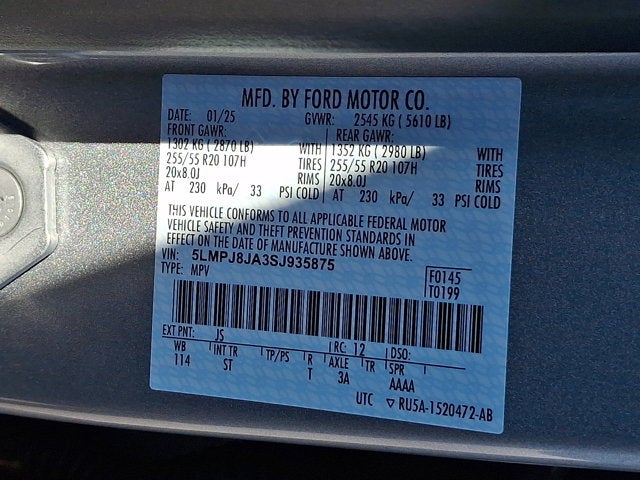 MFD. BY FORD MOTOR CO.
DATE: 01/25 GVWR: 2545 KG ( 5610 LB)
FRONT GAWR: REAR GAWR:
1302 KG ( 2870 LB) WITH 1352 KG ( 2980 LB) WITH
255/55 R20 107H TIRES 255/55 R20 107H TIRES
20x8.0J RIMS 20x8.0J RIMS
AT 230 kPa/ 33 PSI COLD AT 230 kPa/ 33 PSI COLD
THIS VEHICLE CONFORMS TO ALL APPLICABLE FEDERAL MOTOR
VEHICLE SAFETY AND THEFT PREVENTION STANDARDS IN
EFFECT ON THE DATE OF MANUFACTURE SHOWN ABOVE.
VIN: 5LMPJ8JA3SJ935875
TYPE: MPV F0145
T0199
EXT PNT: JS RC: 12 DSO:
WB INT TR TP/PS R AXLE TR SPR
114 ST T 3A AAAA
UTC ▽ RU5A-1520472-AB